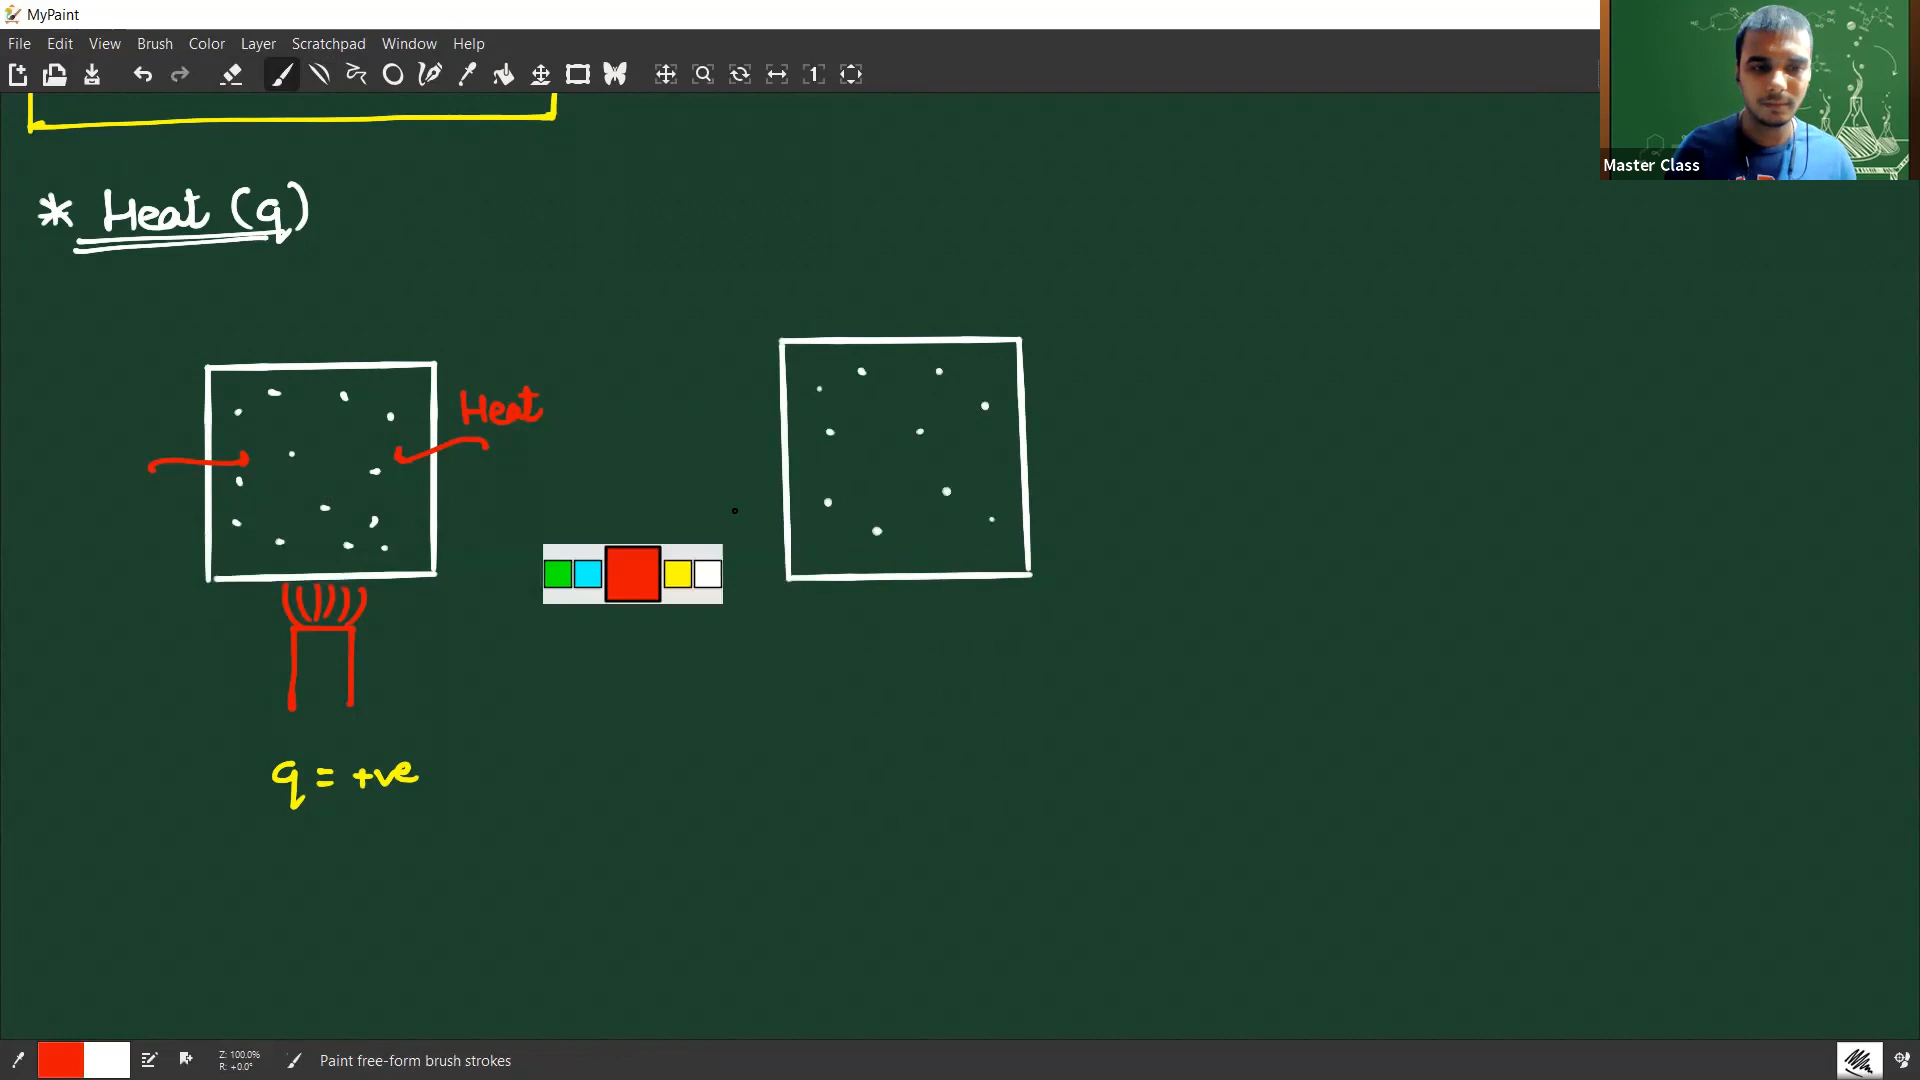 MyPaint
File Edit View Brush Color Layer Scratchpad Window Help
Master Class
* Heat (q)
Heat
q = +ve
Z: 100.0%
R: +0.0°
Paint free-form brush strokes